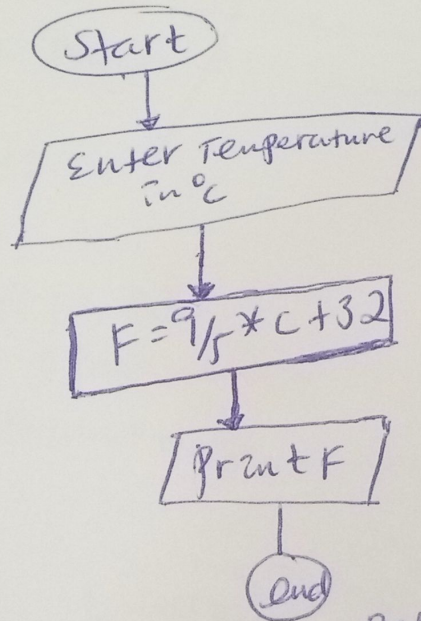 Start
Enter Temperature
in °C
F = 9/5 * C + 32
Print F
end